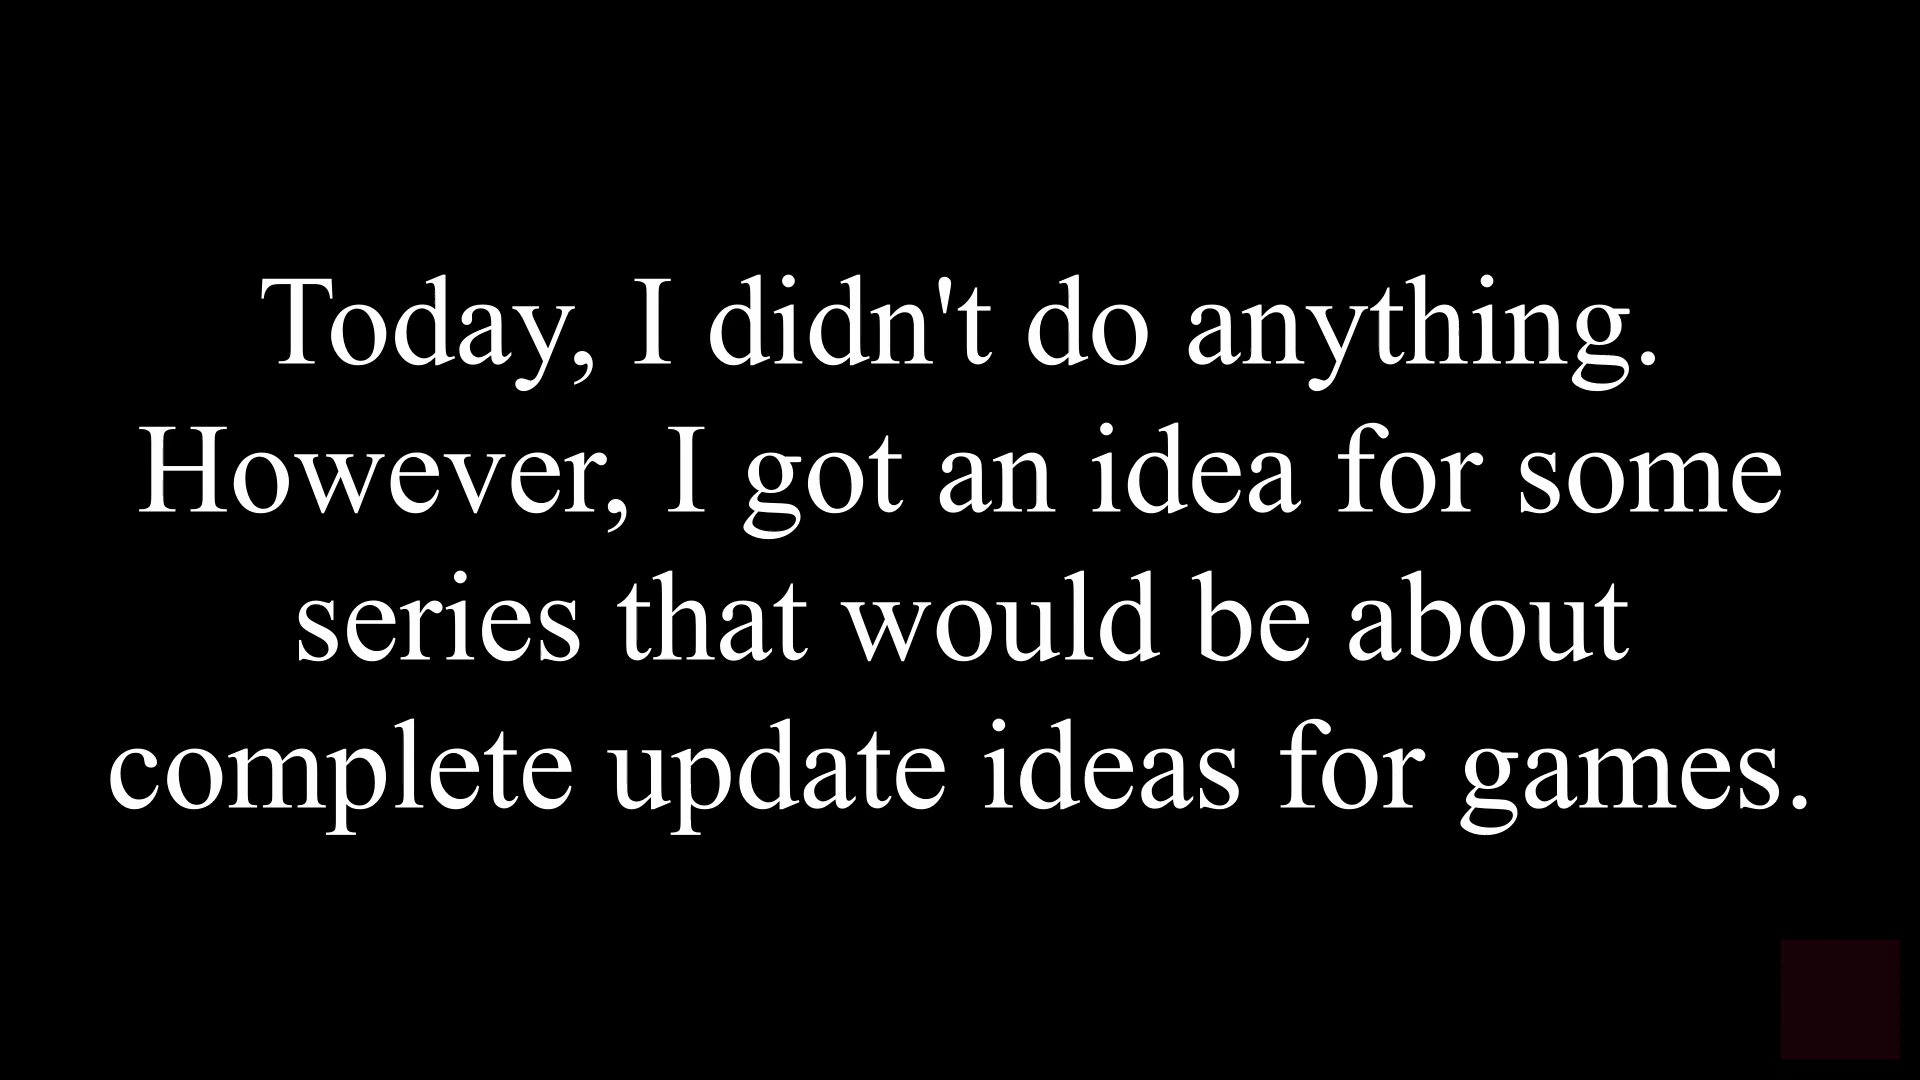 Today, I didn't do anything.
However, I got an idea for some
series that would be about
complete update ideas for games.